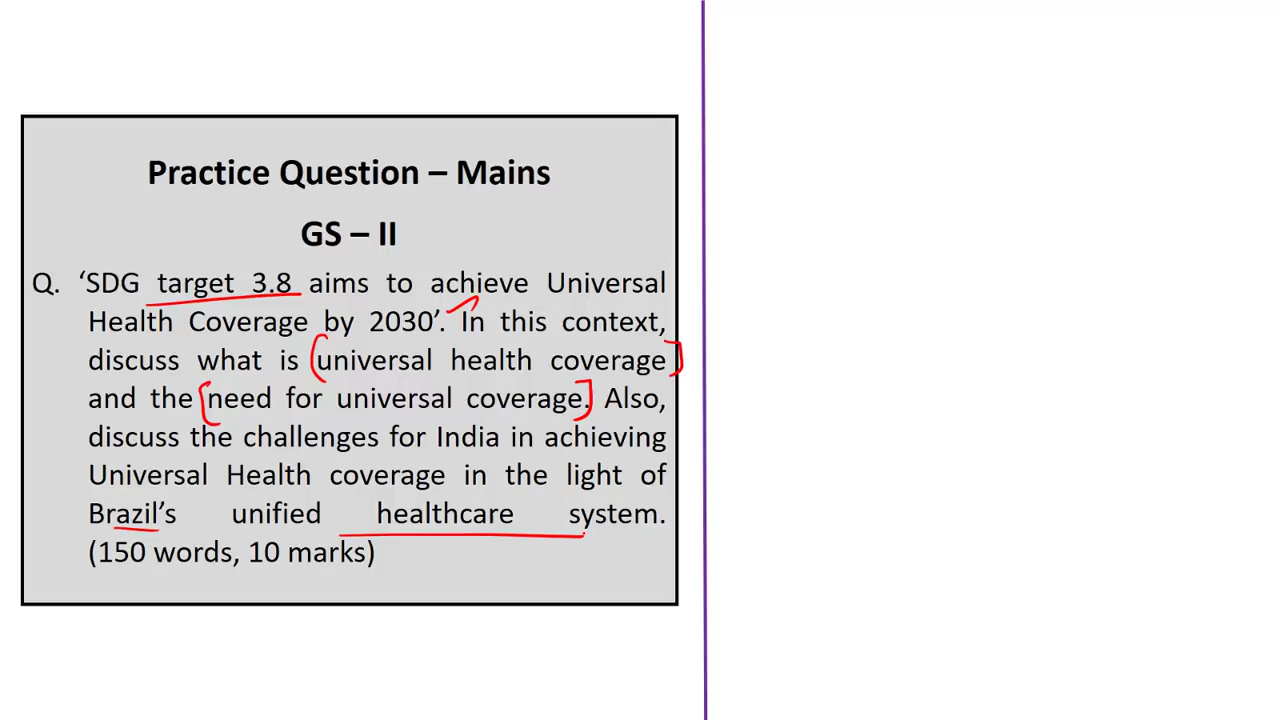 Practice Question – Mains
GS – II
Q. ‘SDG target 3.8 aims to achieve Universal
Health Coverage by 2030’. In this context,
discuss what is universal health coverage
and the need for universal coverage. Also,
discuss the challenges for India in achieving
Universal Health coverage in the light of
Brazil’s unified healthcare system.
(150 words, 10 marks)